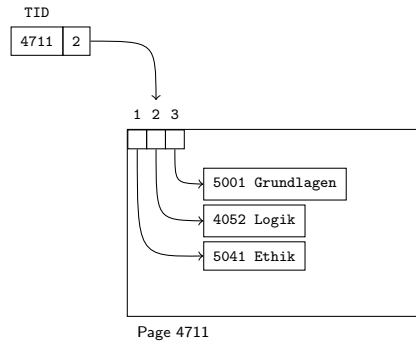 TID
4711 2
1 2 3
5001 Grundlagen
4052 Logik
5041 Ethik
Page 4711